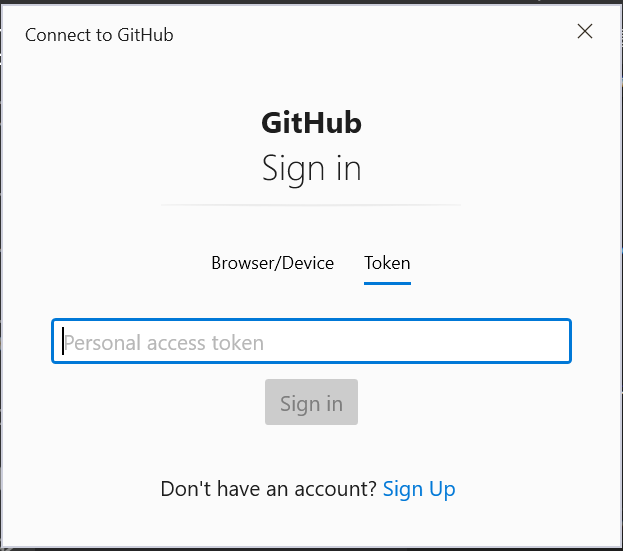 Connect to GitHub
GitHub
Sign in
Browser/Device Token
Personal access token
Sign in
Don't have an account? Sign Up